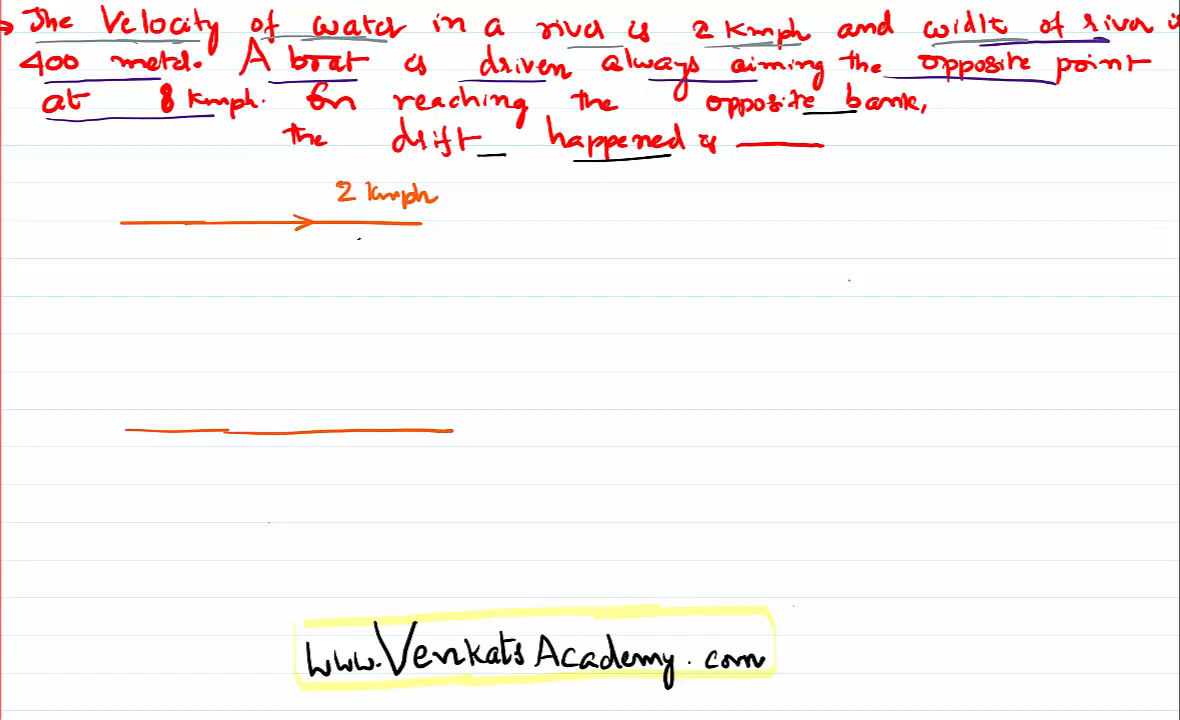 The Velocity of water in a river is 2 Kmph and width of river is
400 meter. A boat is driven always aiming the opposite point
at 8 Kmph. On reaching the opposite bank,
the drift happened is
2 Kmph
www.VenkatsAcademy.com